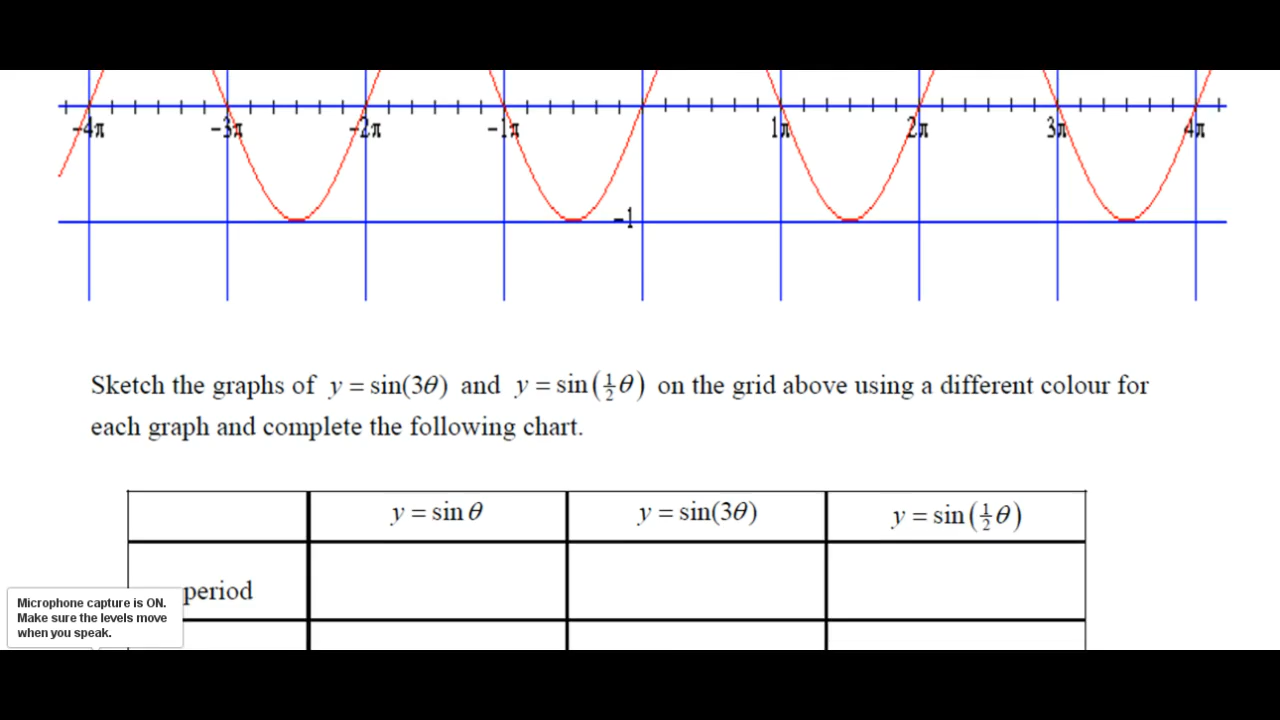 −4π −3π −2π −1π 1π 2π 3π 4π
−1
Sketch the graphs of y = sin(3θ) and y = sin(½θ) on the grid above using a different colour for
each graph and complete the following chart.
y = sin θ y = sin(3θ) y = sin(½θ)
period
Microphone capture is ON.
Make sure the levels move
when you speak.